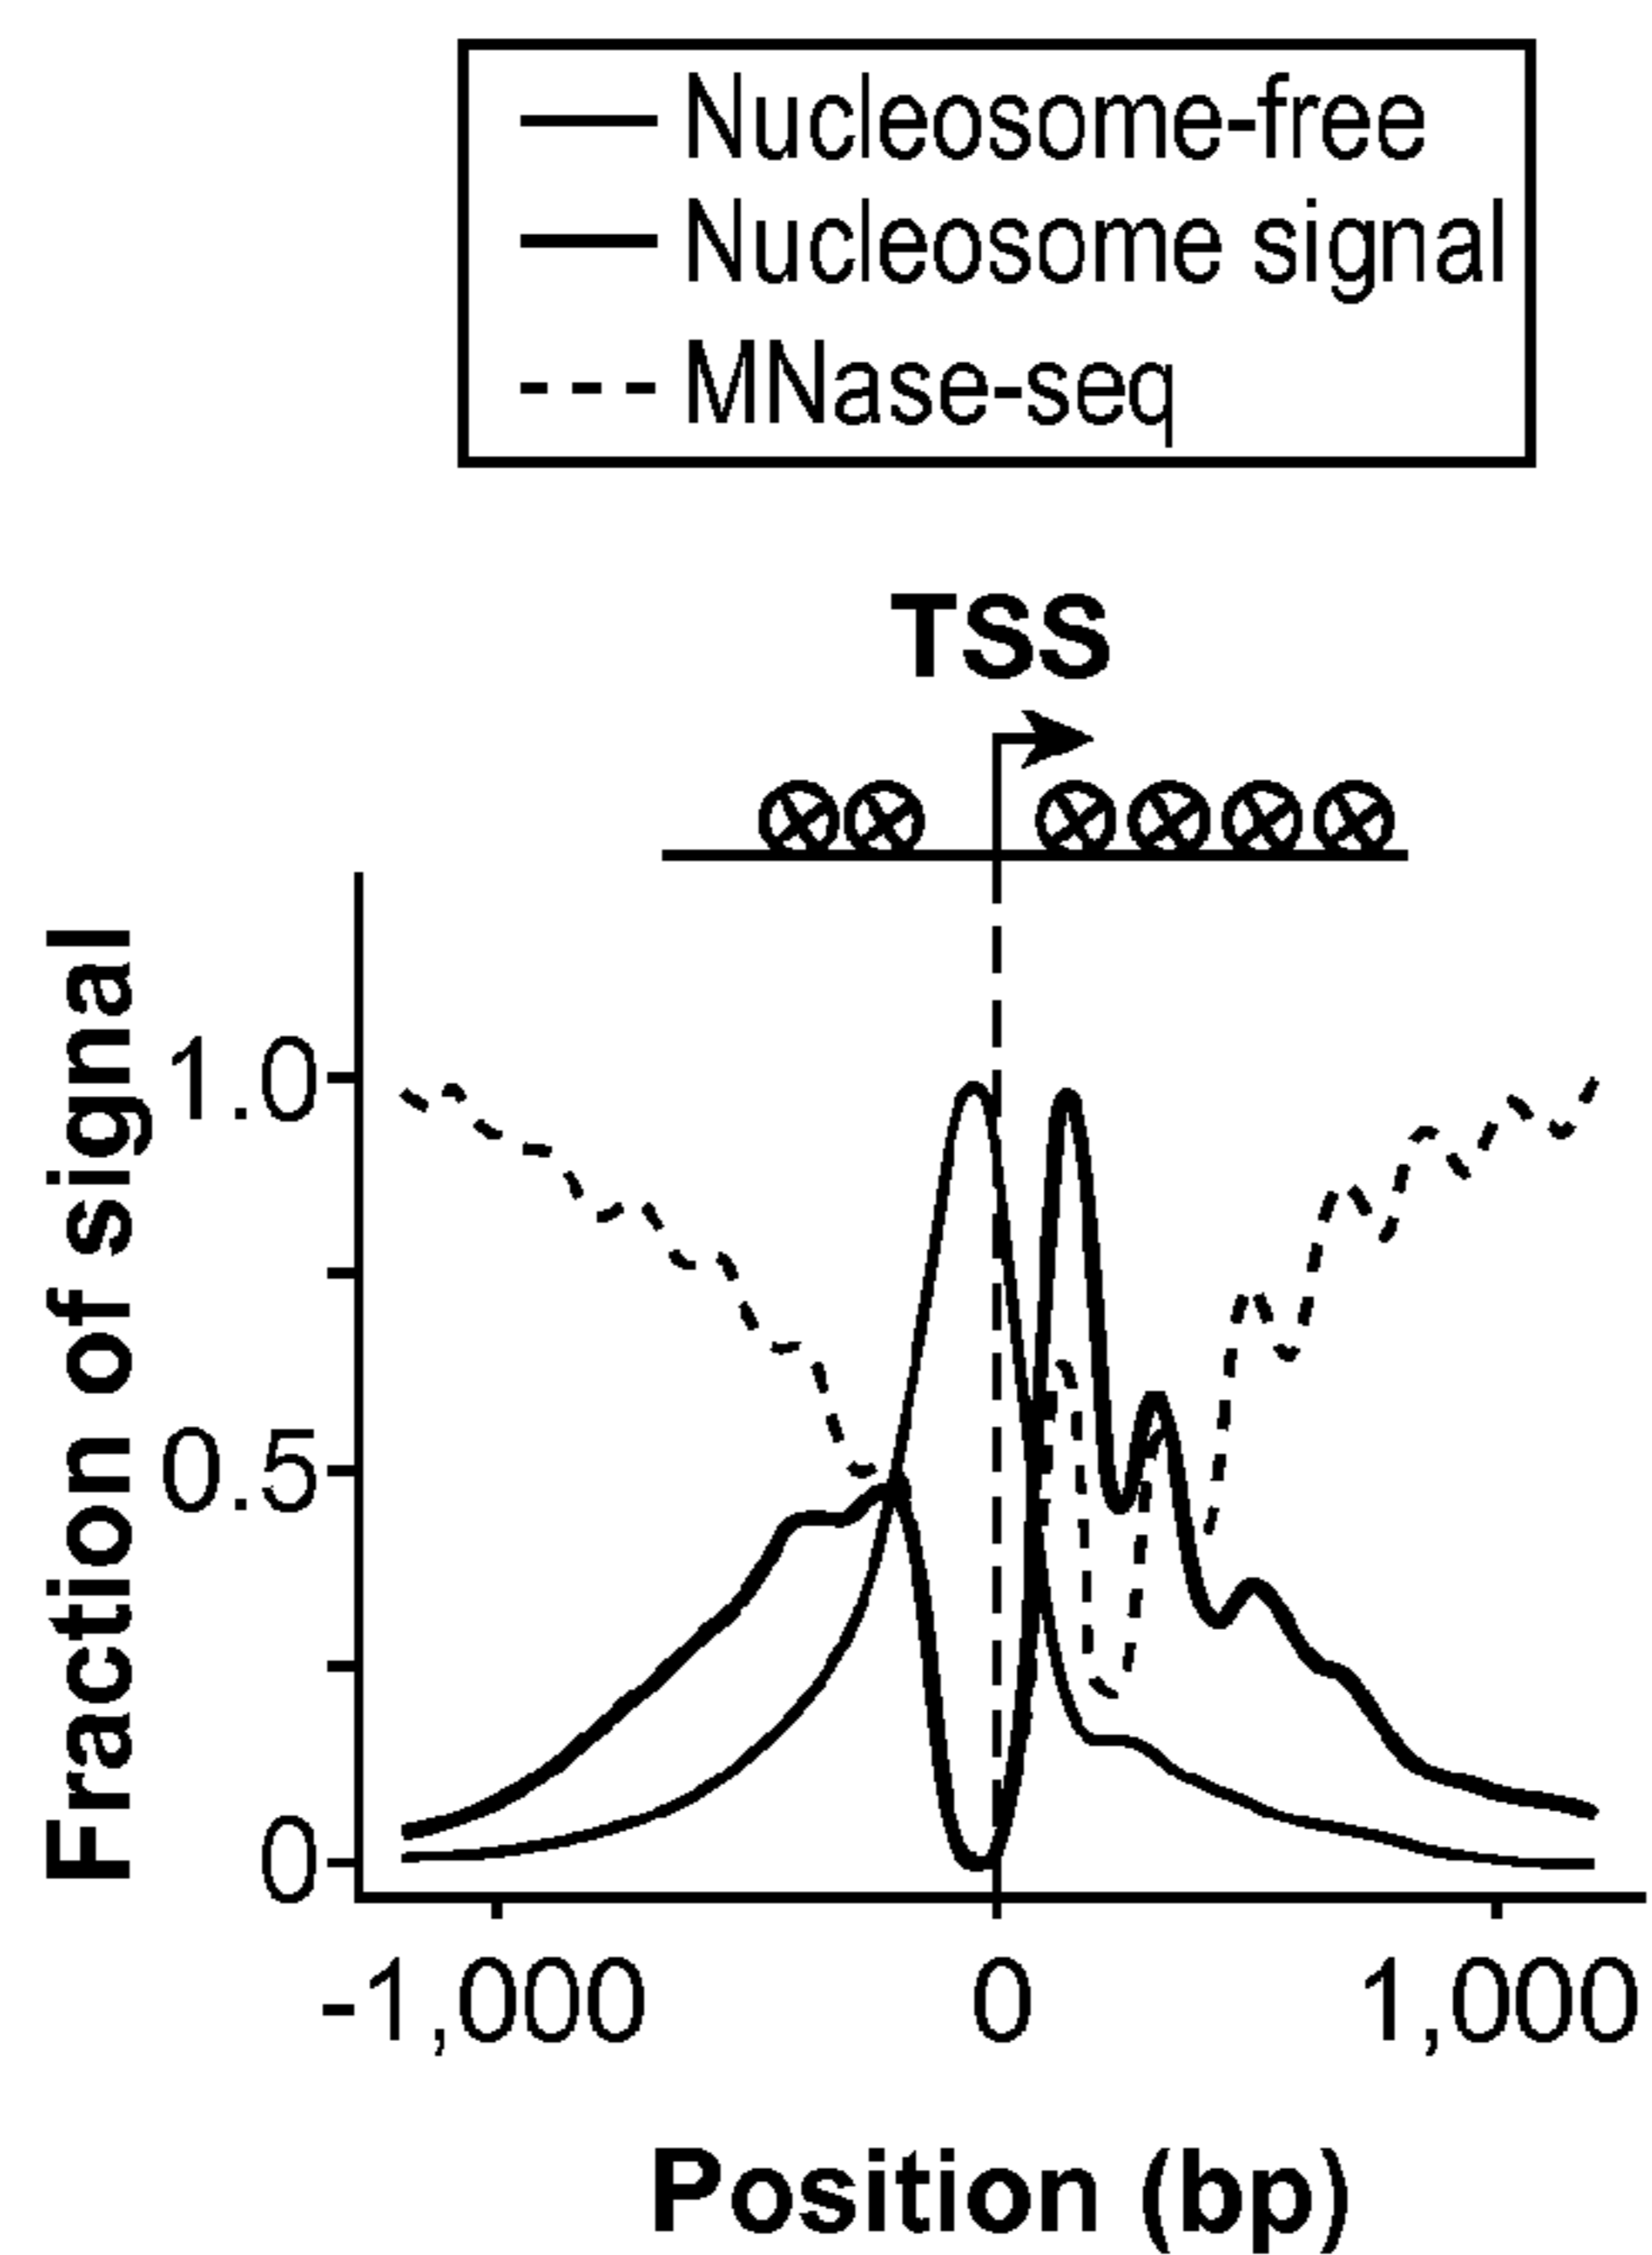 Nucleosome-free
Nucleosome signal
MNase-seq
TSS
Fraction of signal
1.0
0.5
0
-1,000
0
1,000
Position (bp)